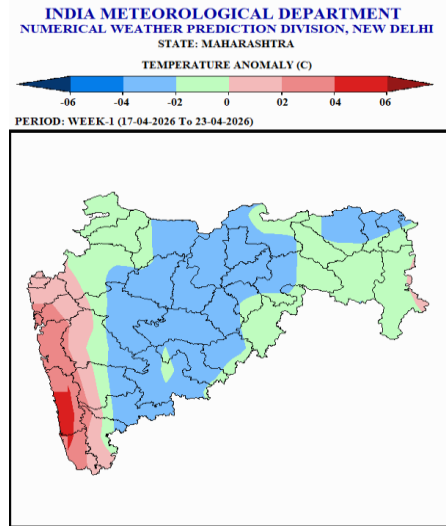 INDIA METEOROLOGICAL DEPARTMENT
NUMERICAL WEATHER PREDICTION DIVISION, NEW DELHI
STATE: MAHARASHTRA
TEMPERATURE ANOMALY (C)
-06 -04 -02 0 02 04 06
PERIOD: WEEK-1 (17-04-2026 To 23-04-2026)